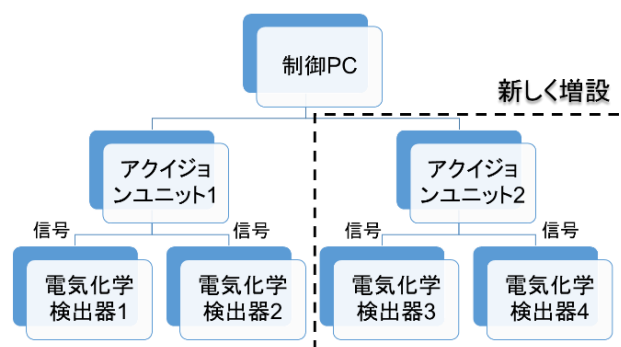 制御PC
新しく増設
アクイジョ
ンユニット1
アクイジョ
ンユニット2
信号
信号
信号
信号
電気化学
検出器1
電気化学
検出器2
電気化学
検出器3
電気化学
検出器4